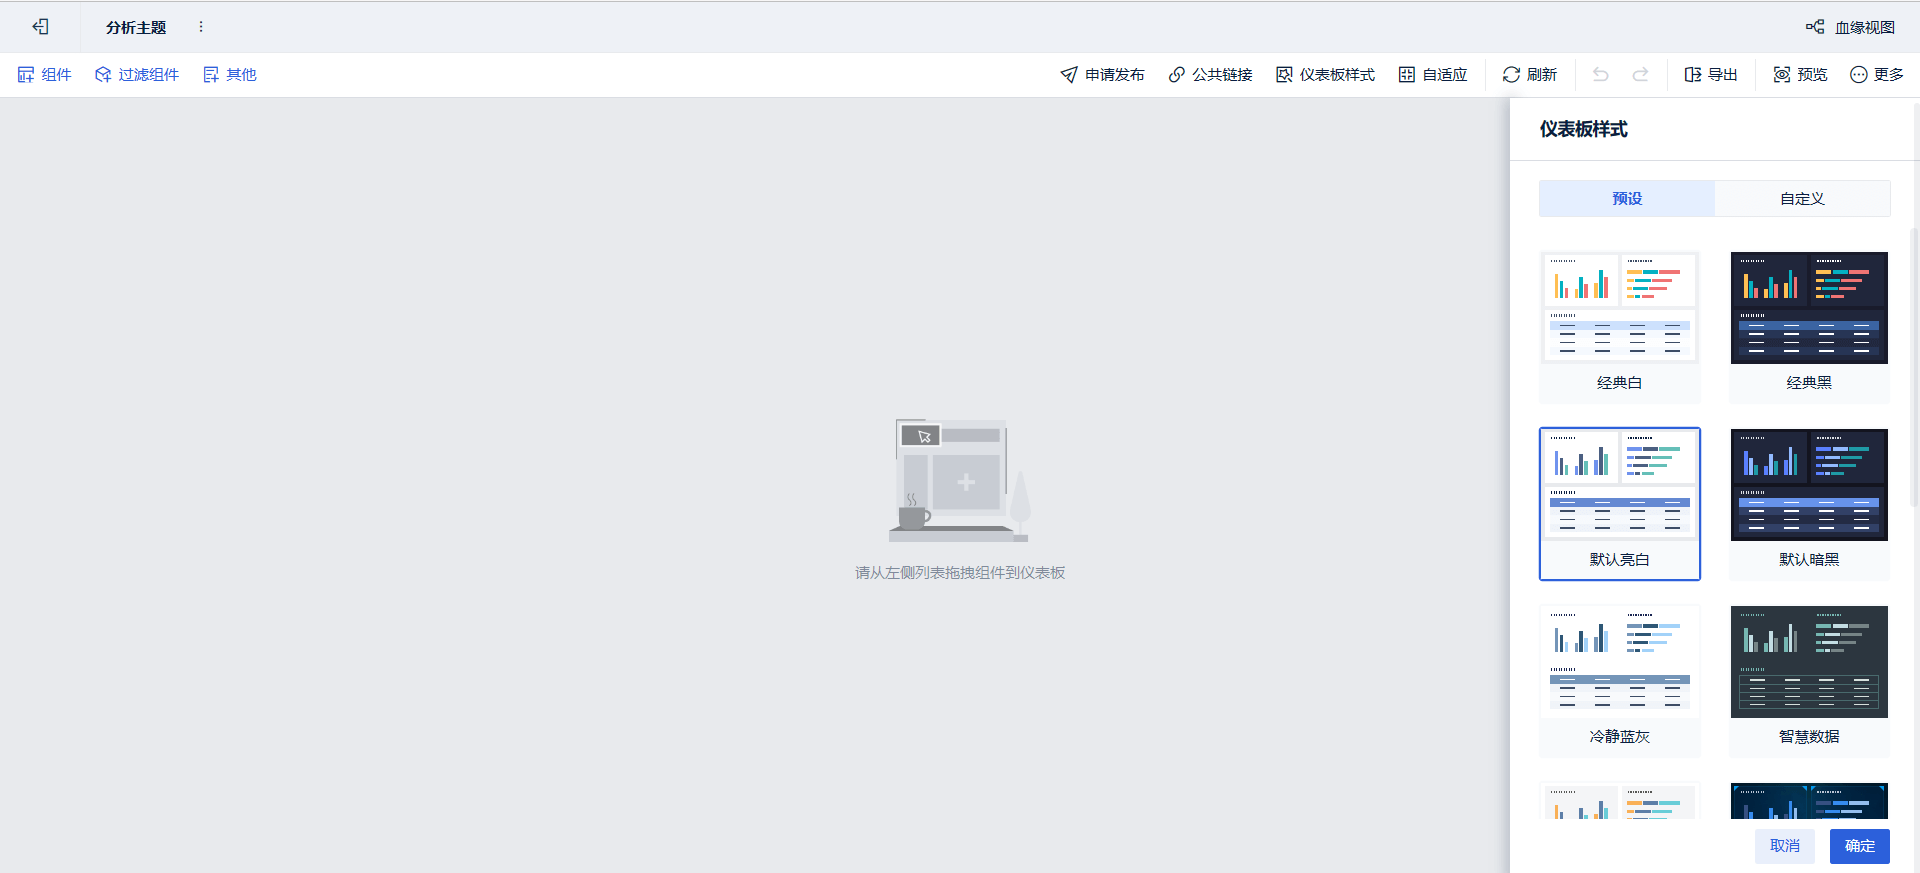 分析主题
血缘视图
组件 过滤组件 其他 申请发布 公共链接 仪表板样式 自适应 刷新 导出 预览 更多
仪表板样式
预设 自定义
经典白 经典黑
默认亮白 默认暗黑
请从左侧列表拖拽组件到仪表板
冷静蓝灰 智慧数据
取消 确定